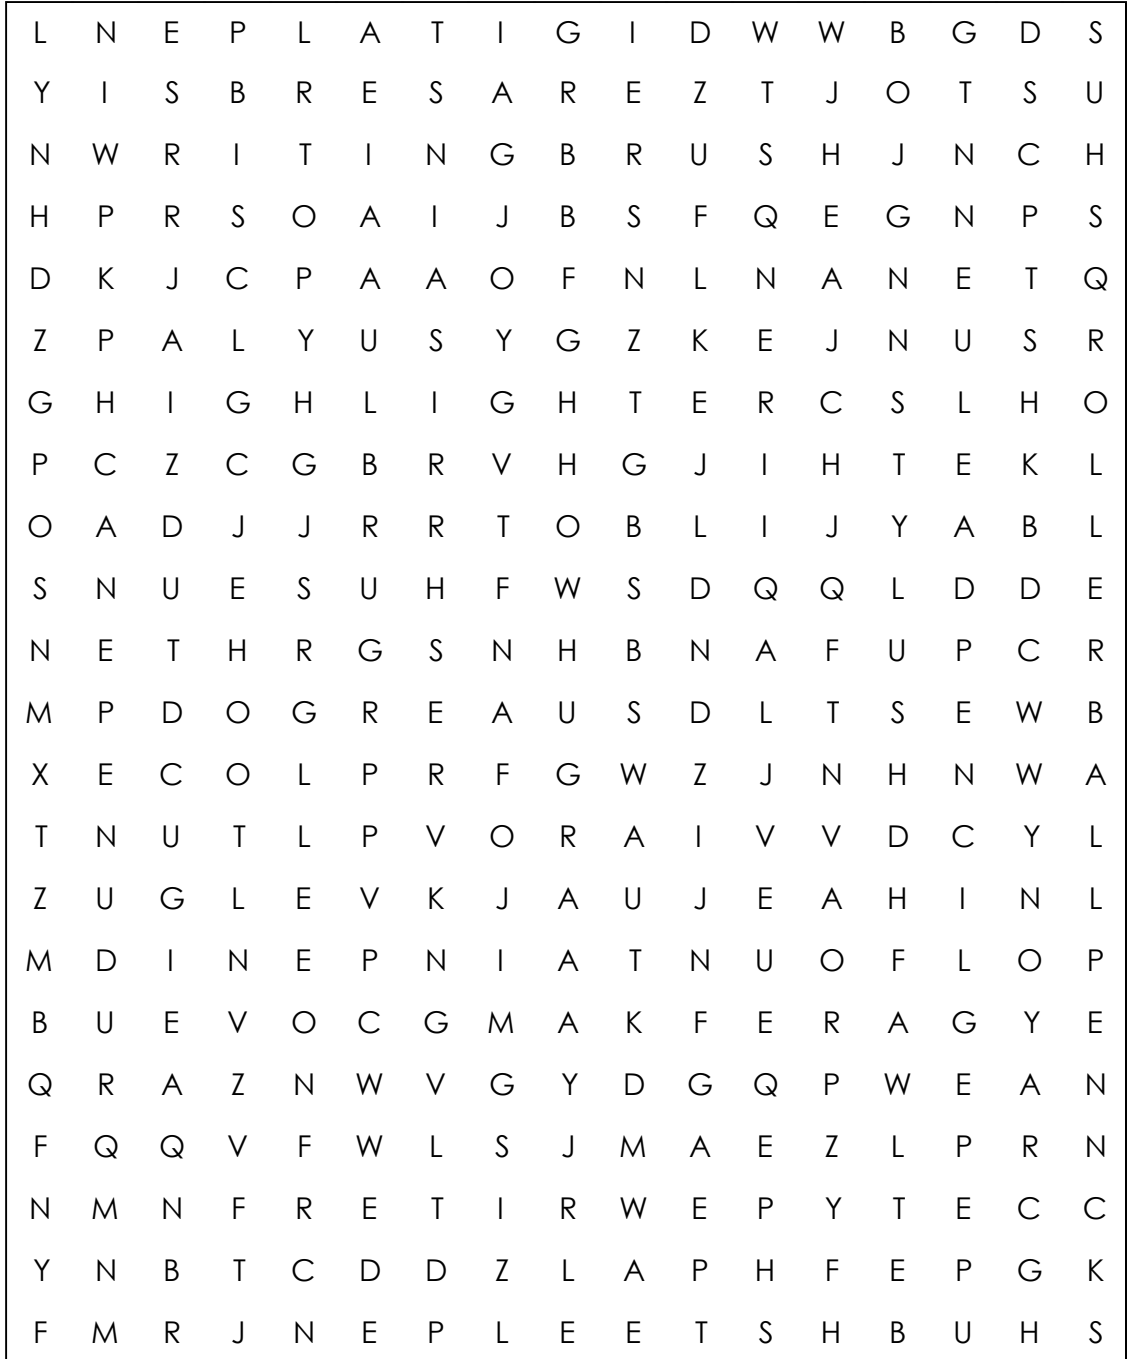 L N E P L A T I G I D W W B G D S
Y I S B R E S A R E Z T J O T S U
N W R I T I N G B R U S H J N C H
H P R S O A I J B S F Q E G N P S
D K J C P A A O F N L N A N E T Q
Z P A L Y U S Y G Z K E J N U S R
G H I G H L I G H T E R C S L H O
P C Z C G B R V H G J I H T E K L
O A D J J R R T O B L I J Y A B L
S N U E S U H F W S D Q Q L D D E
N E T H R G S N H B N A F U P C R
M P D O G R E A U S D L T S E W B
X E C O L P R F G W Z J N H N W A
T N U T L P V O R A I V V D C Y L
Z U G L E V K J A U J E A H I N L
M D I N E P N I A T N U O F L O P
B U E V O C G M A K F E R A G Y E
Q R A Z N W V G Y D G Q P W E A N
F Q Q V F W L S J M A E Z L P R N
N M N F R E T I R W E P Y T E C C
Y N B T C D D Z L A P H F E P G K
F M R J N E P L E E T S H B U H S